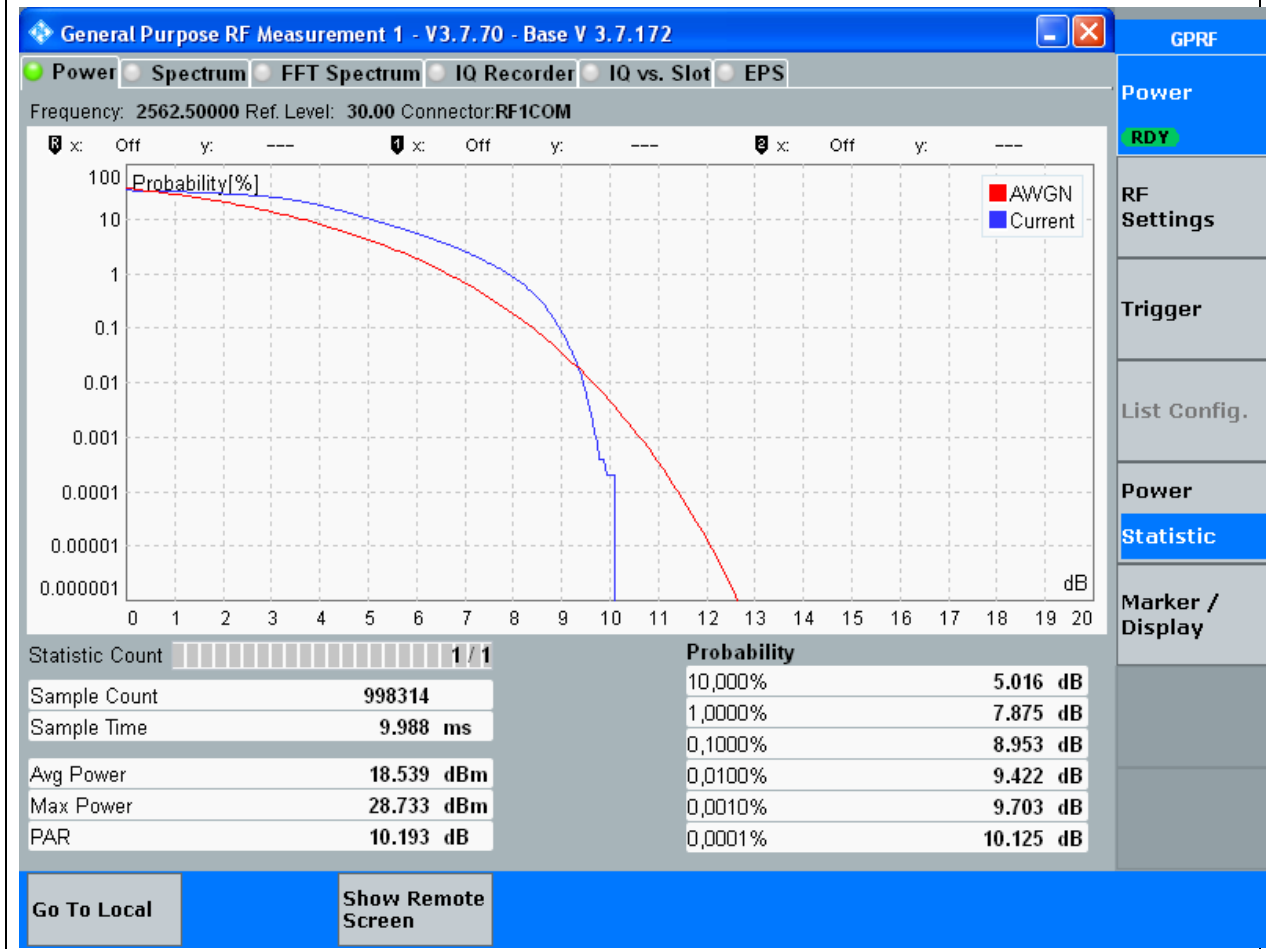 General Purpose RF Measurement 1 - V3.7.70 - Base V 3.7.172
GPRF
Power Spectrum FFT Spectrum IQ Recorder IQ vs. Slot EPS
Frequency: 2562.50000 Ref. Level: 30.00 Connector:RF1COM
R x: Off y: --- 1 x: Off y: --- 2 x: Off y: ---
Probability[%]
100
10
1
0.1
0.01
0.001
0.0001
0.00001
0.000001
AWGN
Current
dB
0 1 2 3 4 5 6 7 8 9 10 11 12 13 14 15 16 17 18 19 20
Statistic Count 1 / 1
Sample Count 998314
Sample Time 9.988 ms
Avg Power 18.539 dBm
Max Power 28.733 dBm
PAR 10.193 dB
Probability
10,000% 5.016 dB
1,0000% 7.875 dB
0,1000% 8.953 dB
0,0100% 9.422 dB
0,0010% 9.703 dB
0,0001% 10.125 dB
Power
RDY
RF
Settings
Trigger
List Config.
Power
Statistic
Marker /
Display
Go To Local
Show Remote
Screen